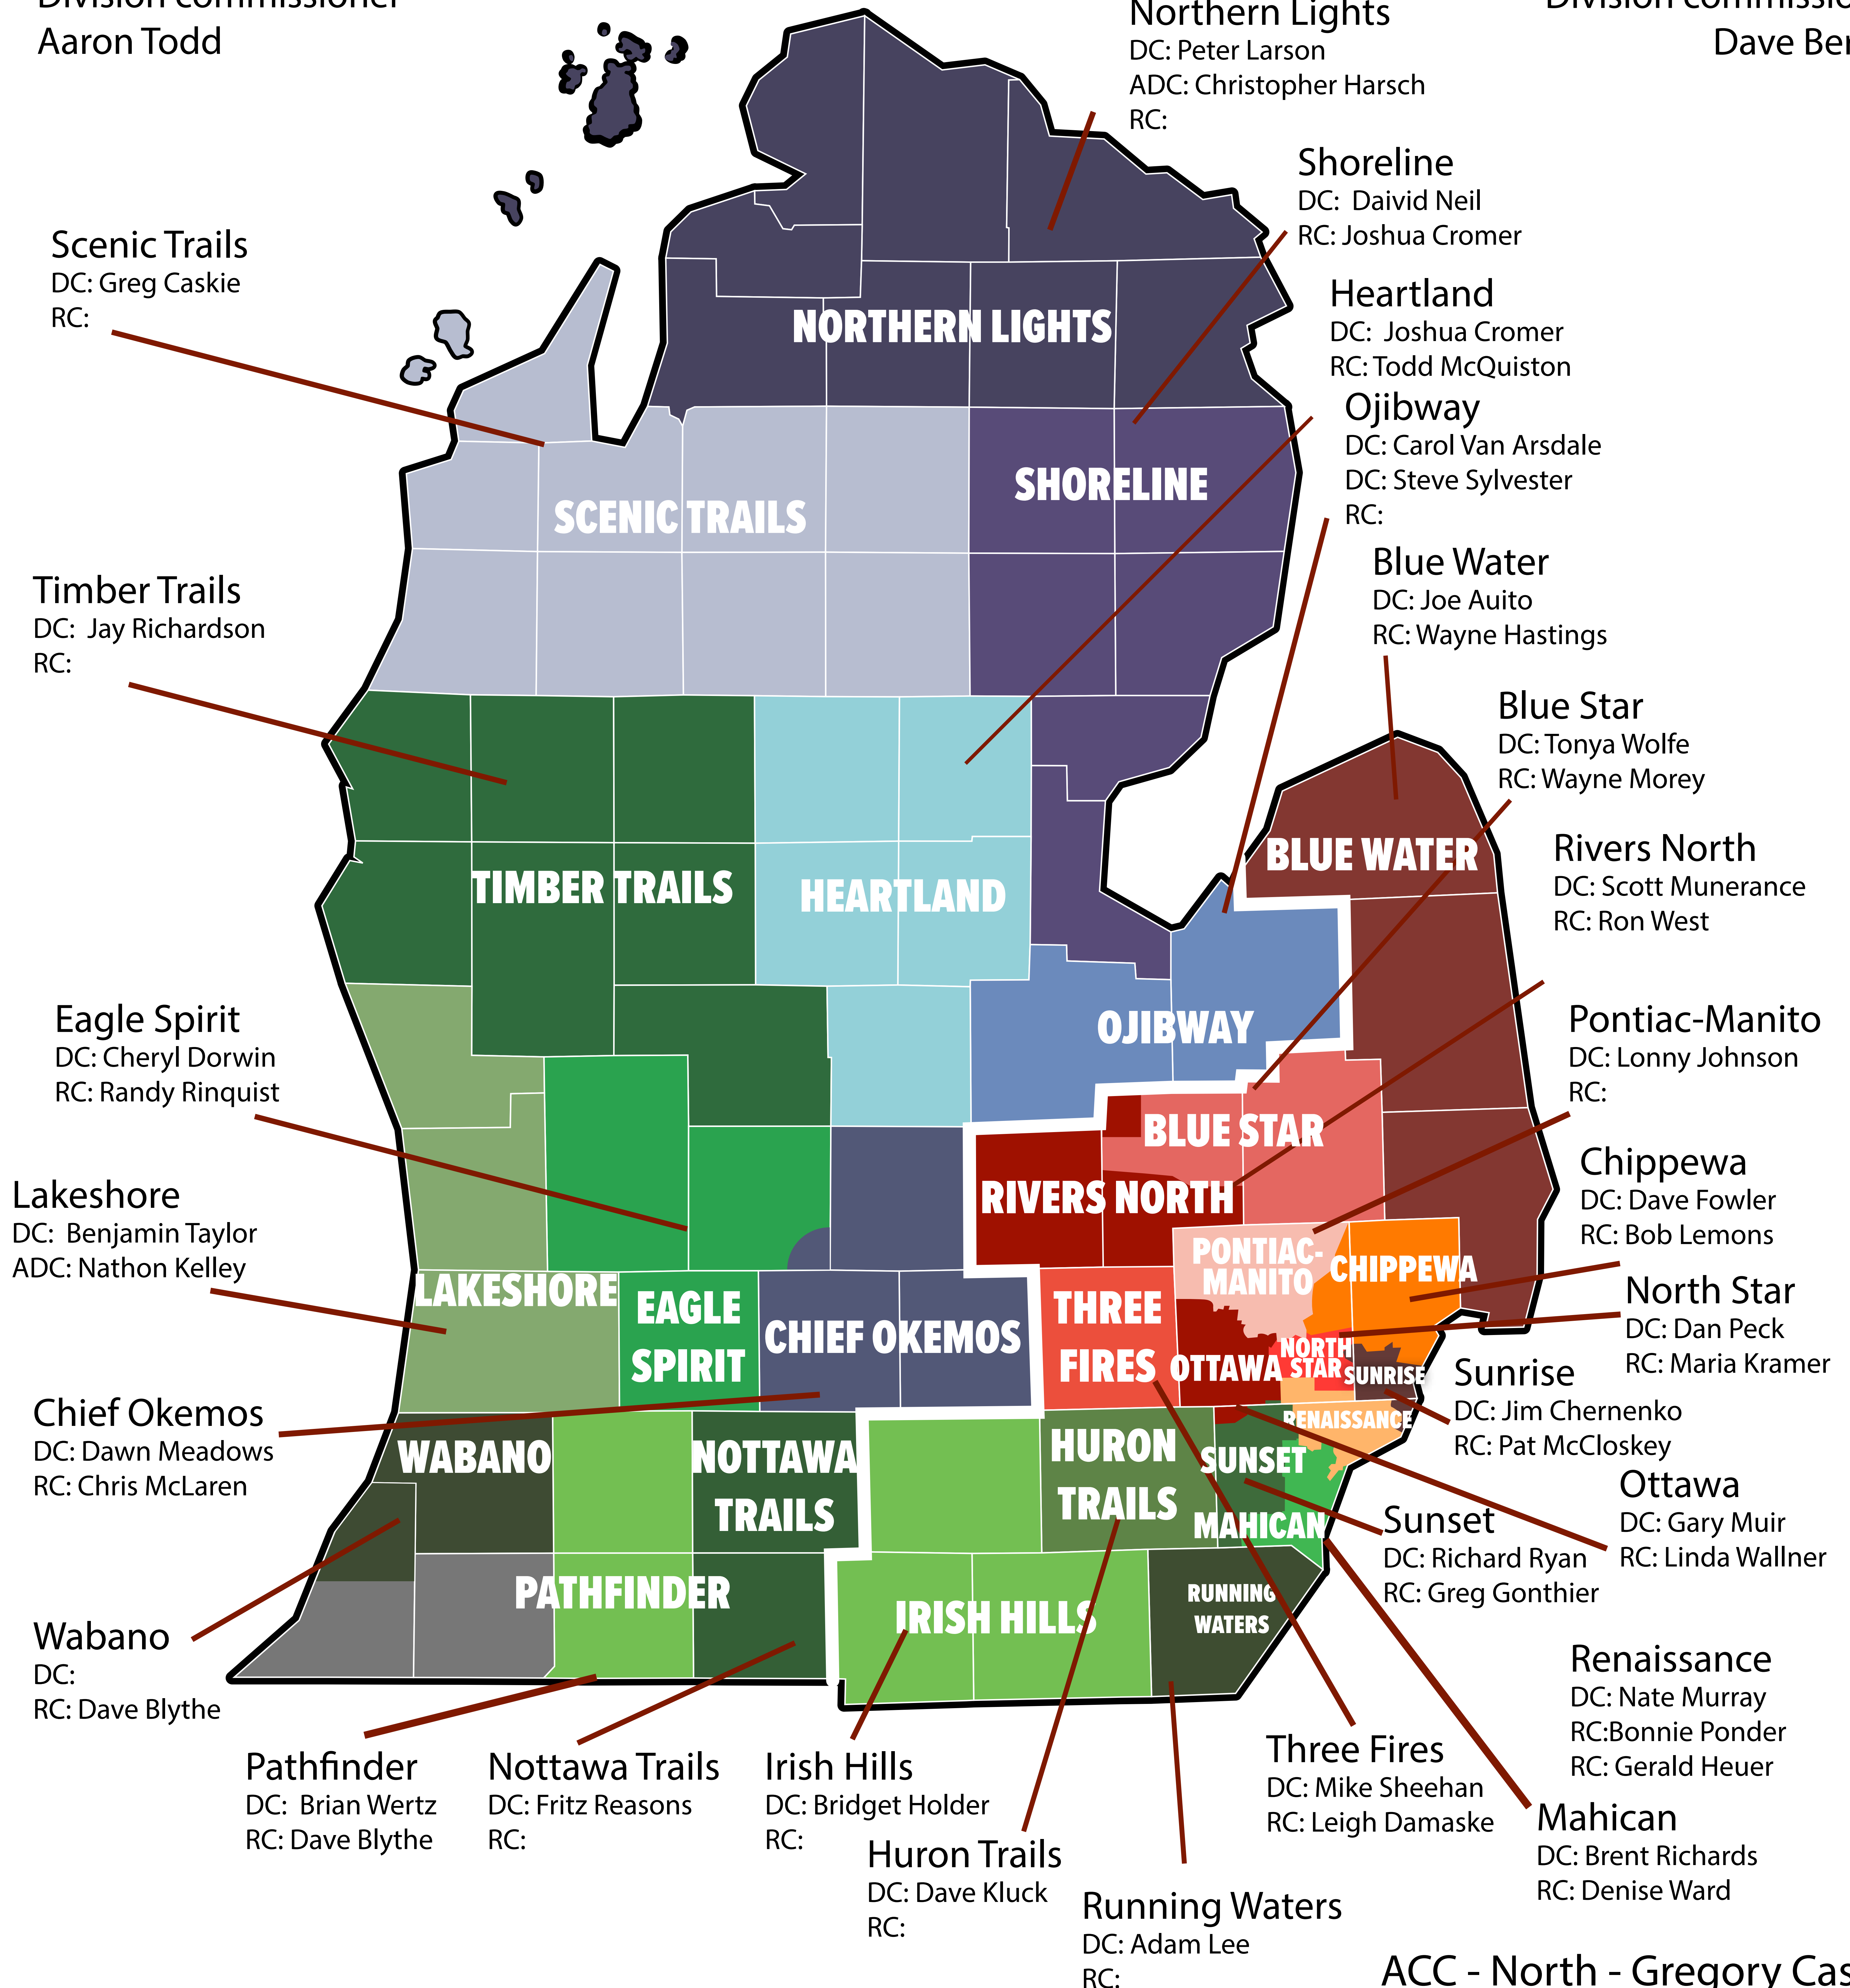 Division commissioner
Aaron Todd
Dave Ber
Northern Lights
DC: Peter Larson
ADC: Christopher Harsch
RC:
Shoreline
DC: Daivid Neil
RC: Joshua Cromer
Scenic Trails
DC: Greg Caskie
RC:
Heartland
DC: Joshua Cromer
RC: Todd McQuiston
Ojibway
DC: Carol Van Arsdale
DC: Steve Sylvester
RC:
Blue Water
DC: Joe Auito
RC: Wayne Hastings
Timber Trails
DC: Jay Richardson
RC:
Blue Star
DC: Tonya Wolfe
RC: Wayne Morey
Rivers North
DC: Scott Munerance
RC: Ron West
Eagle Spirit
DC: Cheryl Dorwin
RC: Randy Rinquist
Pontiac-Manito
DC: Lonny Johnson
RC:
Chippewa
DC: Dave Fowler
RC: Bob Lemons
Lakeshore
DC: Benjamin Taylor
ADC: Nathon Kelley
North Star
DC: Dan Peck
RC: Maria Kramer
Sunrise
DC: Jim Chernenko
RC: Pat McCloskey
Chief Okemos
DC: Dawn Meadows
RC: Chris McLaren
Ottawa
DC: Gary Muir
RC: Linda Wallner
Sunset
DC: Richard Ryan
RC: Greg Gonthier
Wabano
DC:
RC: Dave Blythe
Renaissance
DC: Nate Murray
RC:Bonnie Ponder
RC: Gerald Heuer
Pathfinder
DC: Brian Wertz
RC: Dave Blythe
Nottawa Trails
DC: Fritz Reasons
RC:
Irish Hills
DC: Bridget Holder
RC:
Three Fires
DC: Mike Sheehan
RC: Leigh Damaske
Mahican
DC: Brent Richards
RC: Denise Ward
Huron Trails
DC: Dave Kluck
RC:
Running Waters
DC: Adam Lee
RC:
ACC - North - Gregory Cas
NORTHERN LIGHTS
SHORELINE
SCENIC TRAILS
BLUE WATER
TIMBER TRAILS
HEARTLAND
OJIBWAY
BLUE STAR
RIVERS NORTH
PONTIAC-
MANITO
CHIPPEWA
LAKESHORE
EAGLE
SPIRIT
CHIEF OKEMOS
THREE
FIRES
OTTAWA
NORTH
STAR
SUNRISE
RENAISSANCE
WABANO
NOTTAWA
TRAILS
HURON
TRAILS
SUNSET
MAHICAN
PATHFINDER
IRISH HILLS
RUNNING
WATERS